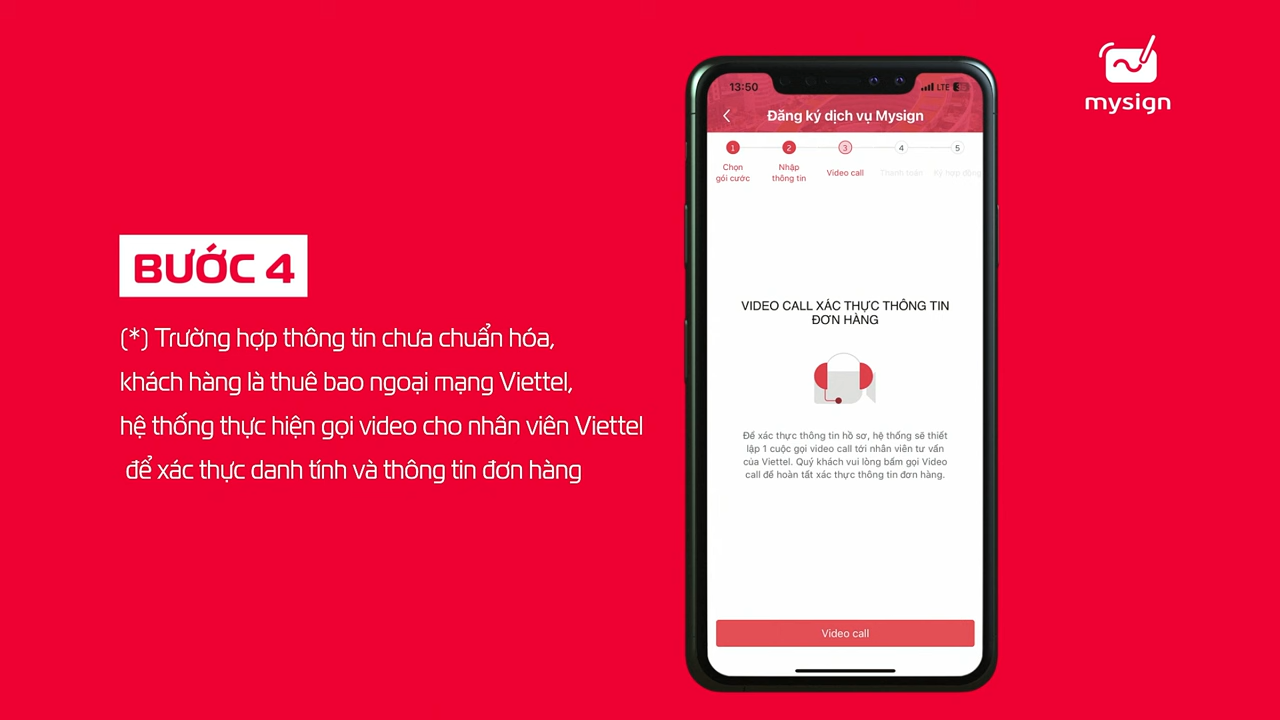 mysign
BƯỚC 4
(*) Trường hợp thông tin chưa chuẩn hóa,
khách hàng là thuê bao ngoại mạng Viettel,
hệ thống thực hiện gọi video cho nhân viên Viettel
để xác thực danh tính và thông tin đơn hàng
13:50
LTE
Đăng ký dịch vụ Mysign
1 2 3 4 5
Chọn gói cước
Nhập thông tin
Video call
Thanh toán
Ký hợp đồng
VIDEO CALL XÁC THỰC THÔNG TIN
ĐƠN HÀNG
Để xác thực thông tin hồ sơ, hệ thống sẽ thiết
lập 1 cuộc gọi video call tới nhân viên tư vấn
của Viettel. Quý khách vui lòng bấm gọi Video
call để hoàn tất xác thực thông tin đơn hàng.
Video call